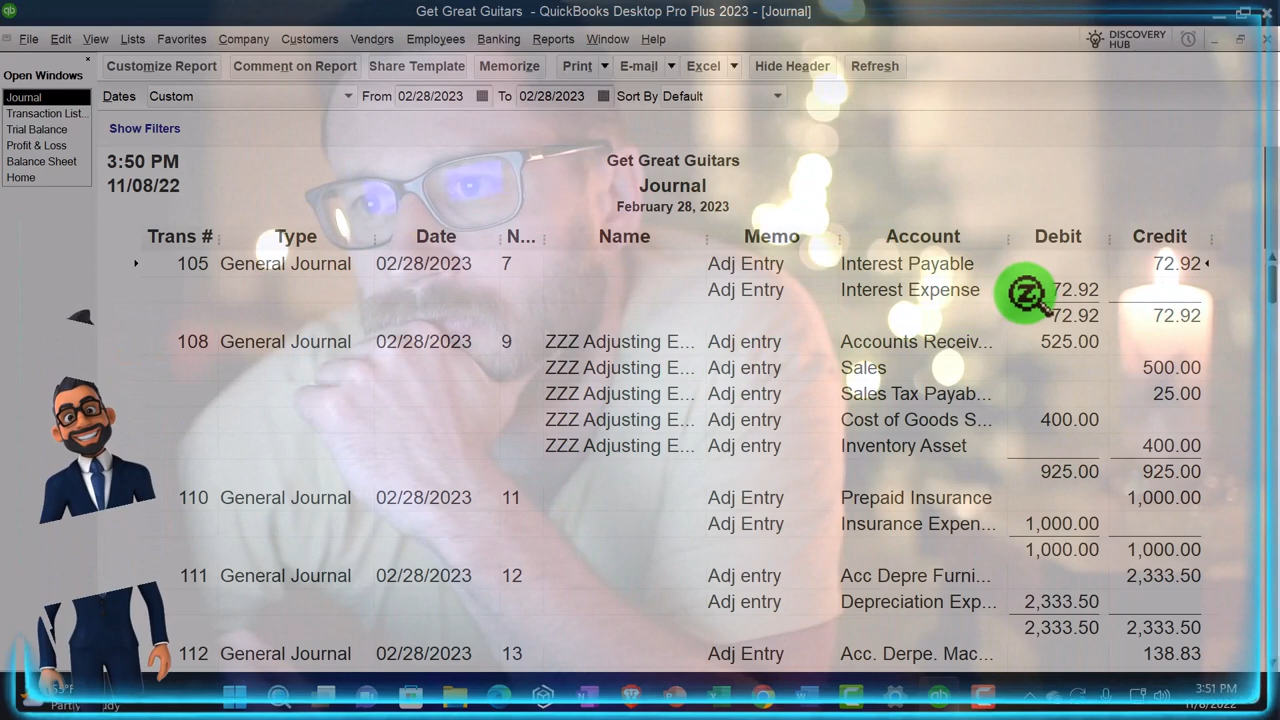 Get Great Guitars - QuickBooks Desktop Pro Plus 2023 - [Journal]
File Edit View Lists Favorites Company Customers Vendors Employees Banking Reports Window Help
DISCOVERY HUB
Open Windows
Journal
Transaction List...
Trial Balance
Profit & Loss
Balance Sheet
Home
Customize Report Comment on Report Share Template Memorize Print E-mail Excel Hide Header Refresh
Dates Custom From 02/28/2023 To 02/28/2023 Sort By Default
Show Filters
3:50 PM
11/08/22
Get Great Guitars
Journal
February 28, 2023
Trans # Type Date N... Name Memo Account Debit Credit
105 General Journal 02/28/2023 7 Adj Entry Interest Payable 72.92
Adj Entry Interest Expense 72.92
72.92 72.92
108 General Journal 02/28/2023 9 ZZZ Adjusting E... Adj entry Accounts Receiv... 525.00
ZZZ Adjusting E... Adj entry Sales 500.00
ZZZ Adjusting E... Adj entry Sales Tax Payab... 25.00
ZZZ Adjusting E... Adj entry Cost of Goods S... 400.00
ZZZ Adjusting E... Adj entry Inventory Asset 400.00
925.00 925.00
110 General Journal 02/28/2023 11 Adj Entry Prepaid Insurance 1,000.00
Adj Entry Insurance Expen... 1,000.00
1,000.00 1,000.00
111 General Journal 02/28/2023 12 Adj entry Acc Depre Furni... 2,333.50
Adj entry Depreciation Exp... 2,333.50
2,333.50 2,333.50
112 General Journal 02/28/2023 13 Adj Entry Acc. Derpe. Mac... 138.83
3:51 PM
11/8/2022